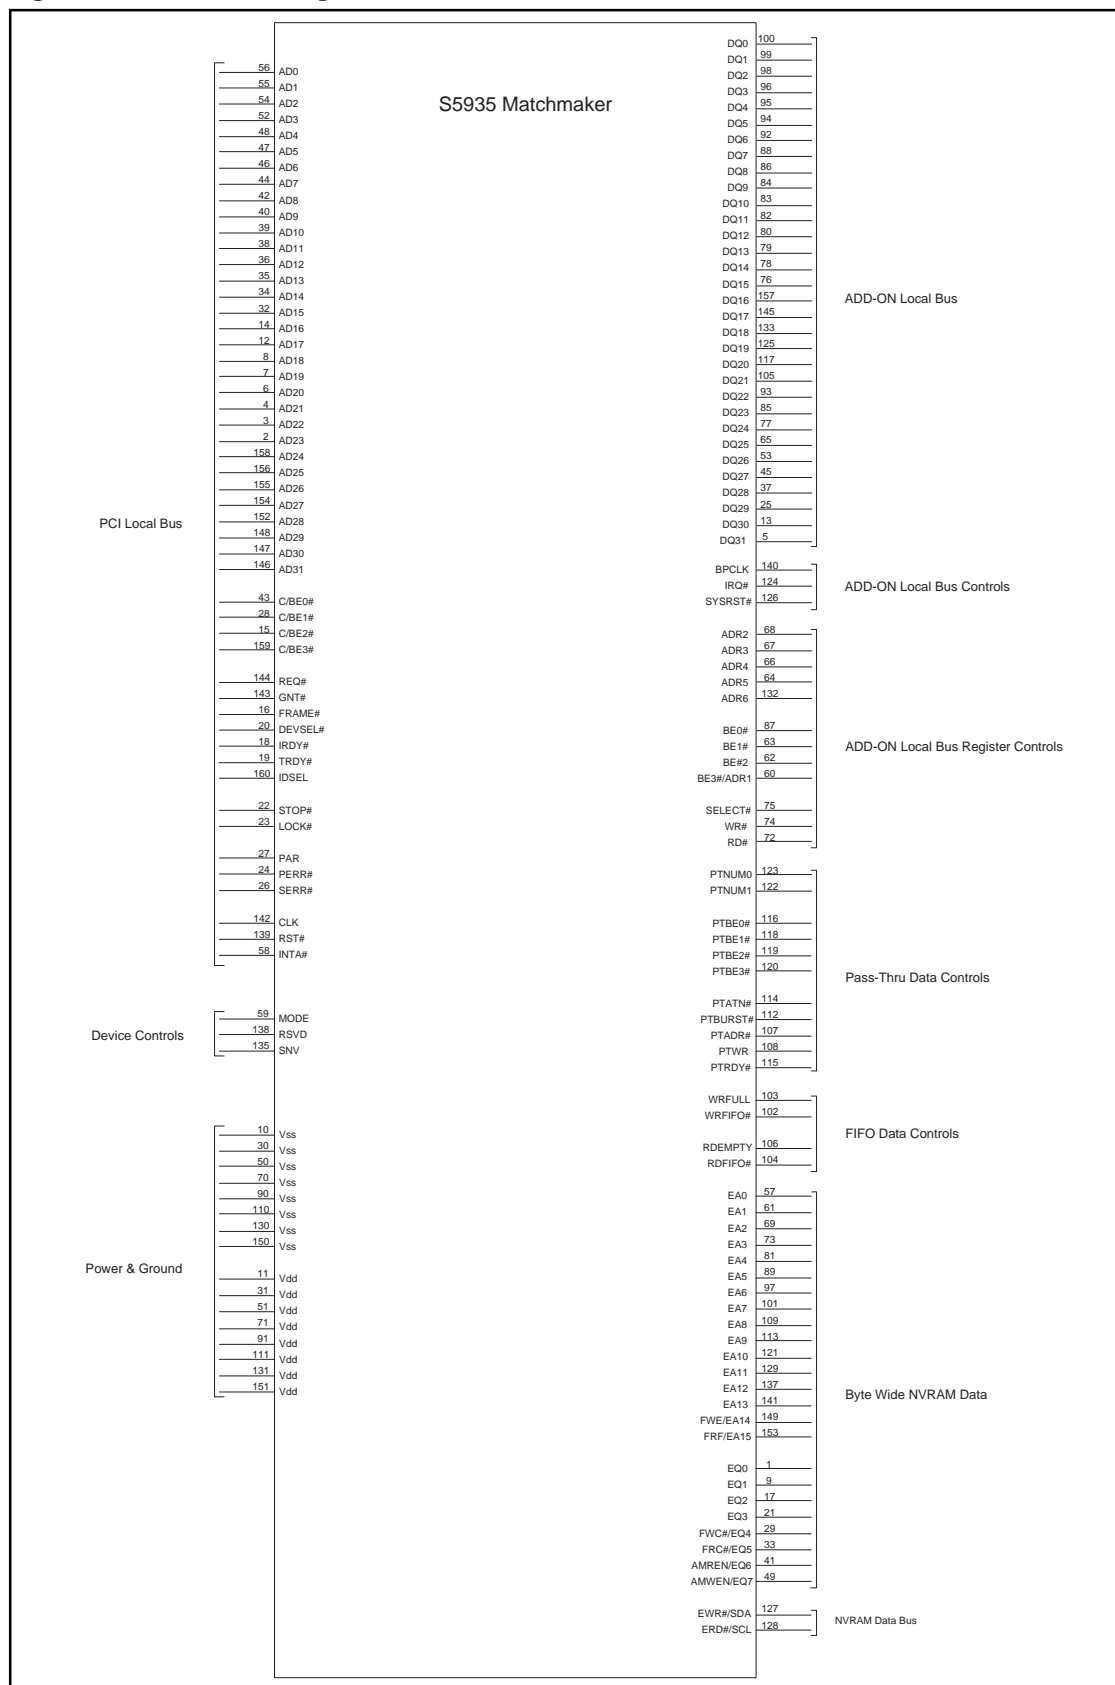 S5935 Matchmaker
PCI Local Bus
56 AD0
55 AD1
54 AD2
52 AD3
48 AD4
47 AD5
46 AD6
44 AD7
42 AD8
40 AD9
39 AD10
38 AD11
36 AD12
35 AD13
34 AD14
32 AD15
14 AD16
12 AD17
8 AD18
7 AD19
6 AD20
4 AD21
3 AD22
2 AD23
158 AD24
156 AD25
155 AD26
154 AD27
152 AD28
148 AD29
147 AD30
146 AD31
43 C/BE0#
28 C/BE1#
15 C/BE2#
159 C/BE3#
144 REQ#
143 GNT#
16 FRAME#
20 DEVSEL#
18 IRDY#
19 TRDY#
160 IDSEL
22 STOP#
23 LOCK#
27 PAR
24 PERR#
26 SERR#
142 CLK
139 RST#
58 INTA#
Device Controls
59 MODE
138 RSVD
135 SNV
Power & Ground
10 Vss
30 Vss
50 Vss
70 Vss
90 Vss
110 Vss
130 Vss
150 Vss
11 Vdd
31 Vdd
51 Vdd
71 Vdd
91 Vdd
111 Vdd
131 Vdd
151 Vdd
DQ0 100
DQ1 99
DQ2 98
DQ3 96
DQ4 95
DQ5 94
DQ6 92
DQ7 88
DQ8 86
DQ9 84
DQ10 83
DQ11 82
DQ12 80
DQ13 79
DQ14 78
DQ15 76
DQ16 157
DQ17 145
DQ18 133
DQ19 125
DQ20 117
DQ21 105
DQ22 93
DQ23 85
DQ24 77
DQ25 65
DQ26 53
DQ27 45
DQ28 37
DQ29 25
DQ30 13
DQ31 5
ADD-ON Local Bus
BPCLK 140
IRQ# 124
SYSRST# 126
ADD-ON Local Bus Controls
ADR2 68
ADR3 67
ADR4 66
ADR5 64
ADR6 132
BE0# 87
BE1# 63
BE#2 62
BE3#/ADR1 60
SELECT# 75
WR# 74
RD# 72
ADD-ON Local Bus Register Controls
PTNUM0 123
PTNUM1 122
PTBE0# 116
PTBE1# 118
PTBE2# 119
PTBE3# 120
PTATN# 114
PTBURST# 112
PTADR# 107
PTWR 108
PTRDY# 115
Pass-Thru Data Controls
WRFULL 103
WRFIFO# 102
RDEMPTY 106
RDFIFO# 104
FIFO Data Controls
EA0 57
EA1 61
EA2 69
EA3 73
EA4 81
EA5 89
EA6 97
EA7 101
EA8 109
EA9 113
EA10 121
EA11 129
EA12 137
EA13 141
FWE/EA14 149
FRF/EA15 153
EQ0 1
EQ1 9
EQ2 17
EQ3 21
FWC#/EQ4 29
FRC#/EQ5 33
AMREN/EQ6 41
AMWEN/EQ7 49
Byte Wide NVRAM Data
EWR#/SDA 127
ERD#/SCL 128
NVRAM Data Bus